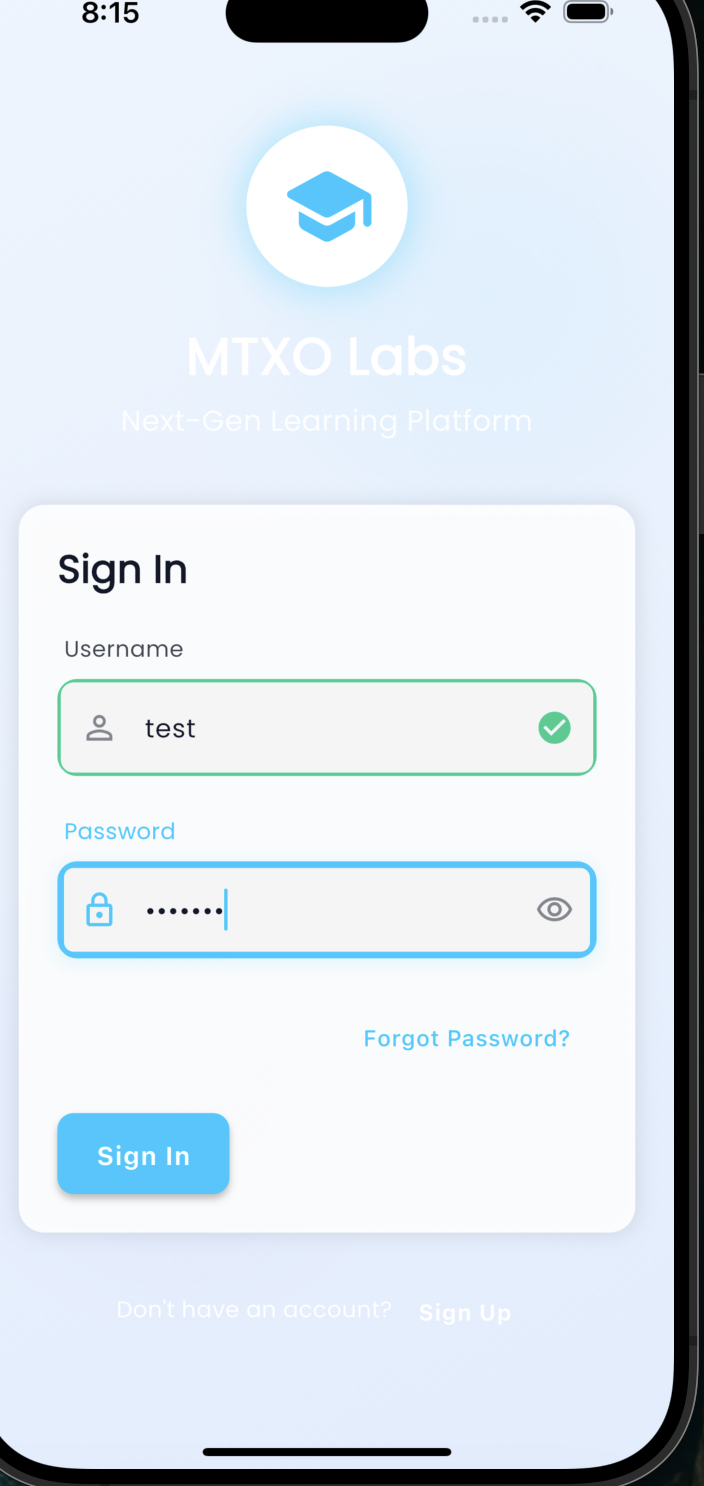 8:15
MTXO Labs
Next-Gen Learning Platform
Sign In
Username
test
Password
•••••••
Forgot Password?
Sign In
Don't have an account? Sign Up